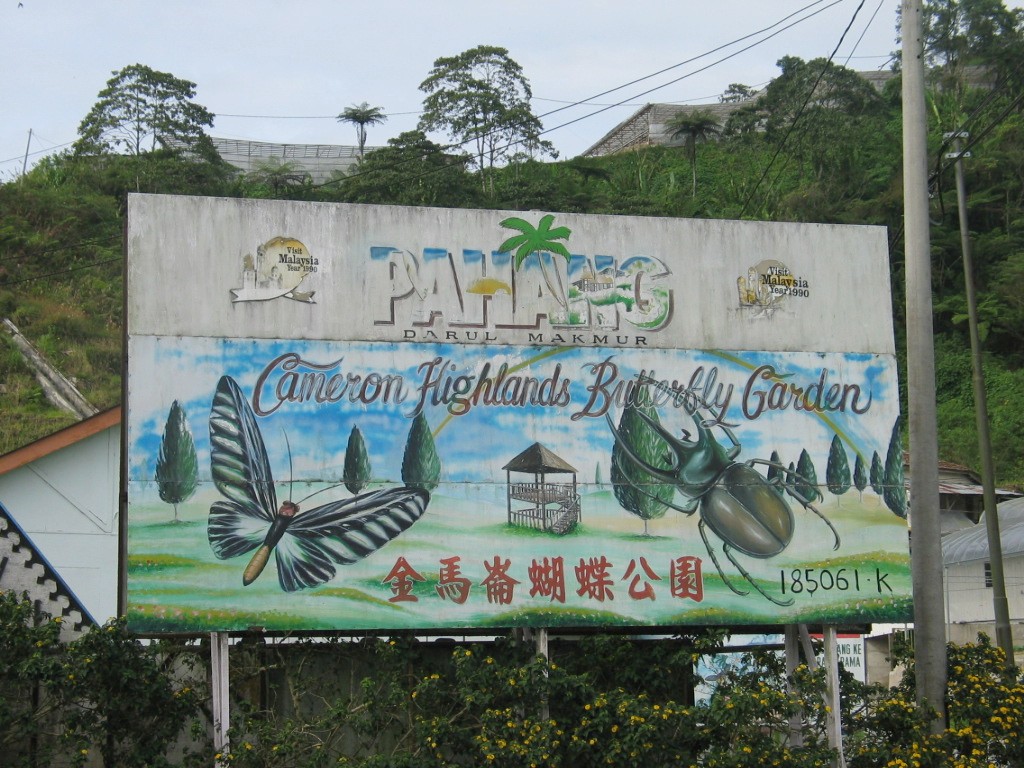 Visit
Malaysia
Year 1990
PAHANG
Visit
Malaysia
Year 1990
DARUL MAKMUR
Cameron Highlands Butterfly Garden
金馬崙蝴蝶公園
185061·K